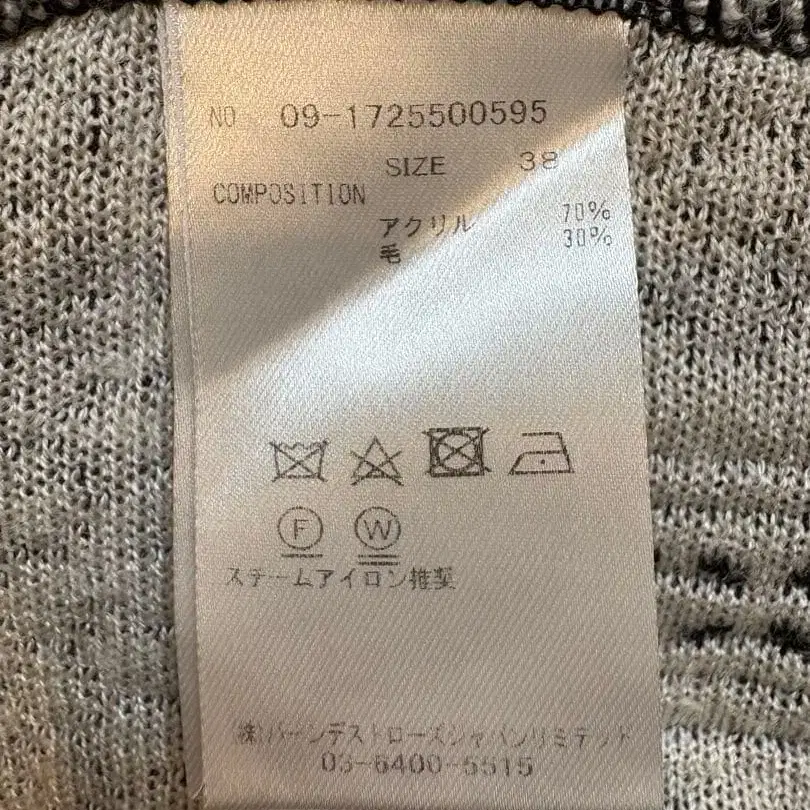 NO 09-1725500595
SIZE 38
COMPOSITION
アクリル 70%
毛 30%
F W
スチームアイロン推奨
(株)バーンデストローズジャパンリミテッド
03-6400-5515